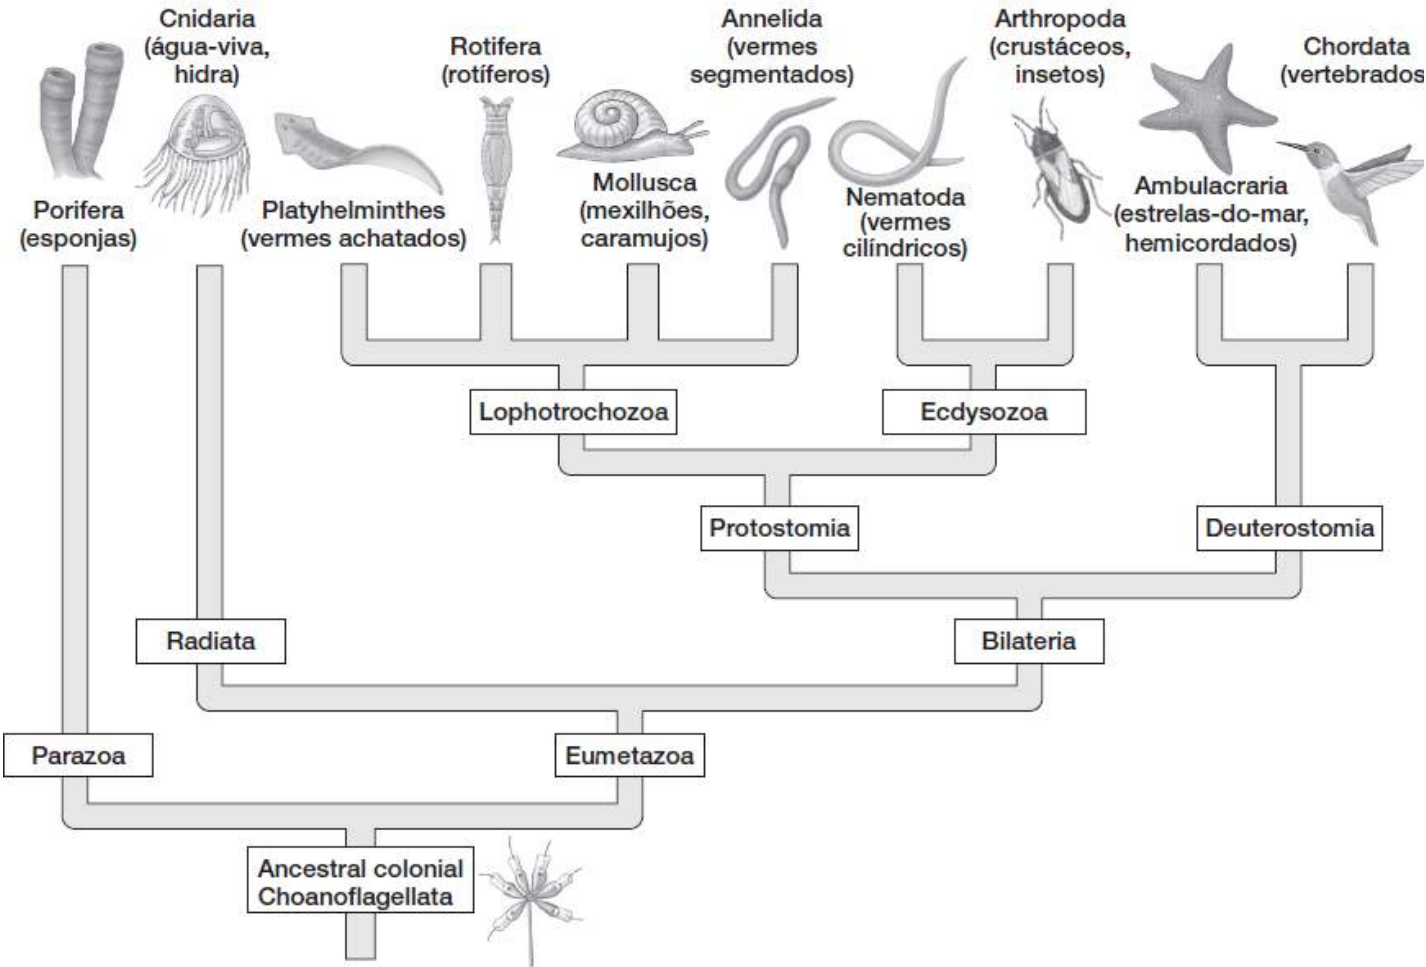 Cnidaria
(água-viva,
hidra)
Rotifera
(rotíferos)
Annelida
(vermes
segmentados)
Arthropoda
(crustáceos,
insetos)
Chordata
(vertebrados
Porifera
(esponjas)
Platyhelminthes
(vermes achatados)
Mollusca
(mexilhões,
caramujos)
Nematoda
(vermes
cilíndricos)
Ambulacraria
(estrelas-do-mar,
hemicordados)
Lophotrochozoa
Ecdysozoa
Protostomia
Deuterostomia
Radiata
Bilateria
Parazoa
Eumetazoa
Ancestral colonial
Choanoflagellata